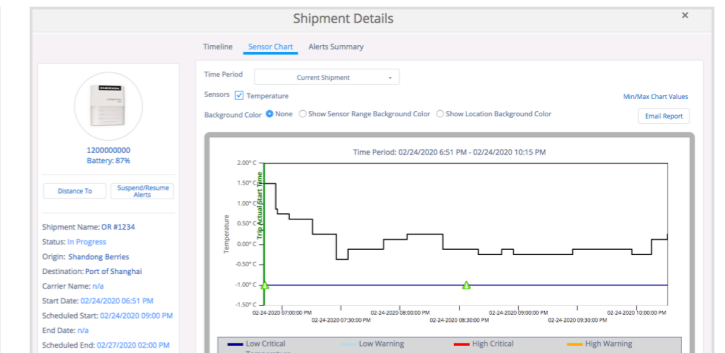 Shipment Details
×
Timeline Sensor Chart Alerts Summary
Time Period Current Shipment
Sensors Temperature
Min/Max Chart Values
Background Color None Show Sensor Range Background Color Show Location Background Color
Email Report
1200000000
Battery: 87%
Distance To
Suspend/Resume
Alerts
Shipment Name: OR #1234
Status: In Progress
Origin: Shandong Berries
Destination: Port of Shanghai
Carrier Name: n/a
Start Date: 02/24/2020 06:51 PM
Scheduled Start: 02/24/2020 09:00 PM
End Date: n/a
Scheduled End: 02/27/2020 02:00 PM
Time Period: 02/24/2020 6:51 PM - 02/24/2020 10:15 PM
Temperature
2.00° C
1.50° C
1.00° C
0.50° C
0.00° C
-0.50° C
-1.00° C
-1.50° C
Trip Actual Start Time
02-24-2020 07:00:00 PM
02-24-2020 07:30:00 PM
02-24-2020 08:00:00 PM
02-24-2020 08:30:00 PM
02-24-2020 09:00:00 PM
02-24-2020 09:30:00 PM
02-24-2020 10:00:00 PM
Low Critical Low Warning High Critical High Warning
Temperature